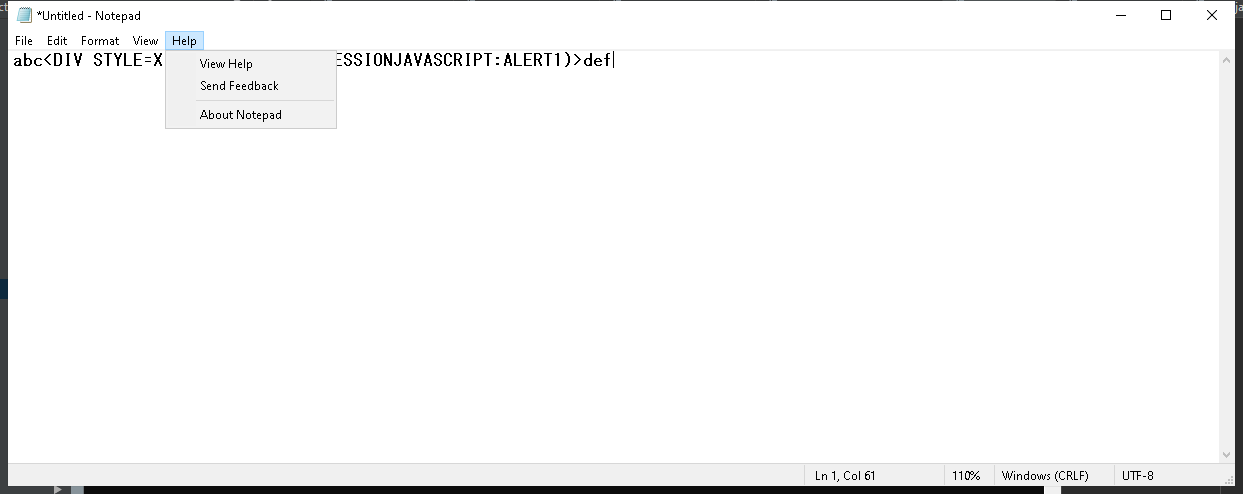 *Untitled - Notepad
File Edit Format View Help
abc<DIV STYLE=X ESSIONJAVASCRIPT:ALERT1)>def
View Help
Send Feedback
About Notepad
Ln 1, Col 61 110% Windows (CRLF) UTF-8